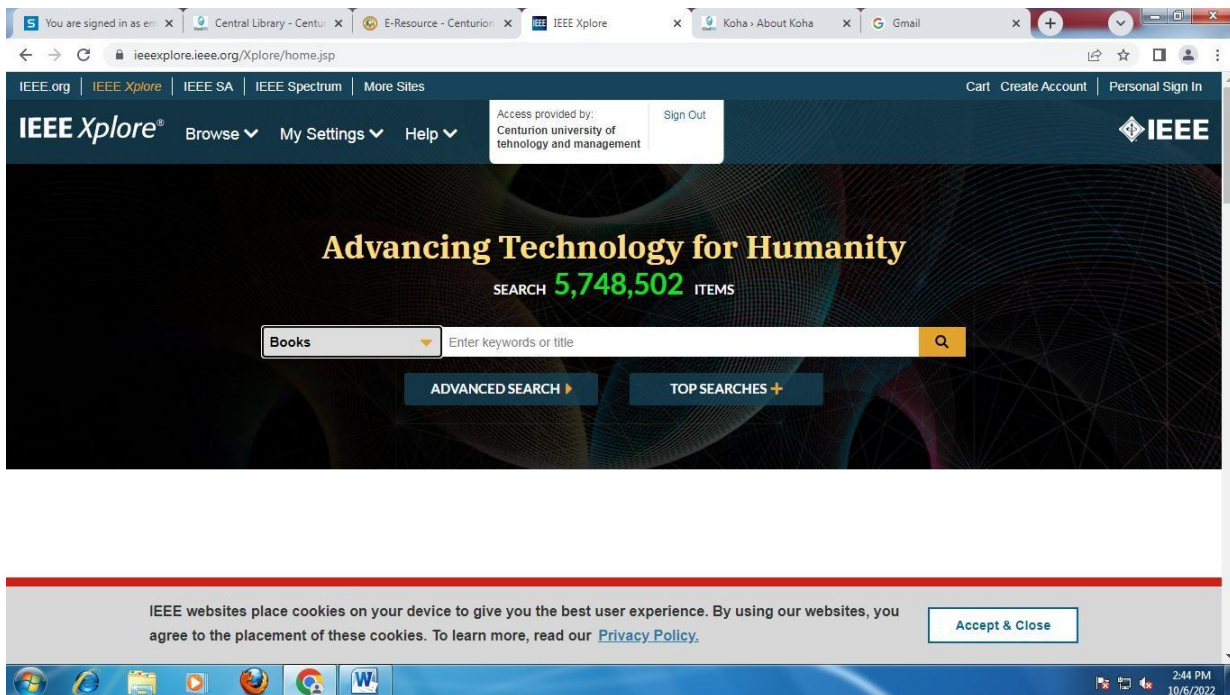 You are signed in as em
Central Library - Centur
E-Resource - Centurion
IEEE Xplore
Koha › About Koha
Gmail
ieeexplore.ieee.org/Xplore/home.jsp
IEEE.org | IEEE Xplore | IEEE SA | IEEE Spectrum | More Sites
Cart Create Account | Personal Sign In
IEEE Xplore®
Browse My Settings Help
Access provided by:
Centurion university of
tehnology and management
Sign Out
IEEE
Advancing Technology for Humanity
SEARCH 5,748,502 ITEMS
Books
Enter keywords or title
ADVANCED SEARCH
TOP SEARCHES +
IEEE websites place cookies on your device to give you the best user experience. By using our websites, you
agree to the placement of these cookies. To learn more, read our Privacy Policy.
Accept & Close
2:44 PM
10/6/2022